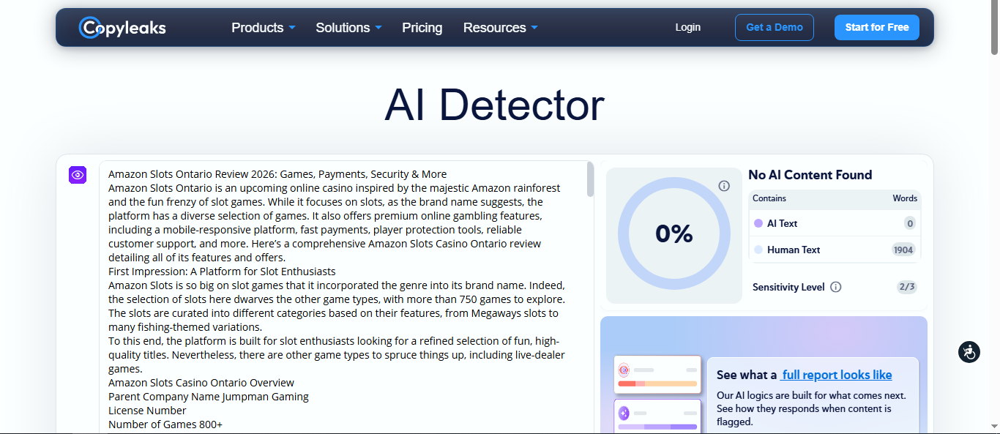 Copyleaks
Products Solutions Pricing Resources Login Get a Demo Start for Free
AI Detector
Amazon Slots Ontario Review 2026: Games, Payments, Security & More
Amazon Slots Ontario is an upcoming online casino inspired by the majestic Amazon rainforest
and the fun frenzy of slot games. While it focuses on slots, as the brand name suggests, the
platform has a diverse selection of games. It also offers premium online gambling features,
including a mobile-responsive platform, fast payments, player protection tools, reliable
customer support, and more. Here’s a comprehensive Amazon Slots Casino Ontario review
detailing all of its features and offers.
First Impression: A Platform for Slot Enthusiasts
Amazon Slots is so big on slot games that it incorporated the genre into its brand name. Indeed,
the selection of slots here dwarves the other game types, with more than 750 games to explore.
The slots are curated into different categories based on their features, from Megaways slots to
many fishing-themed variations.
To this end, the platform is built for slot enthusiasts looking for a refined selection of fun, high-
quality titles. Nevertheless, there are other game types to spruce things up, including live-dealer
games.
Amazon Slots Casino Ontario Overview
Parent Company Name Jumpman Gaming
License Number
Number of Games 800+
0%
No AI Content Found
Contains Words
AI Text 0
Human Text 1904
Sensitivity Level 2/3
See what a full report looks like
Our AI logics are built for what comes next.
See how they responds when content is
flagged.